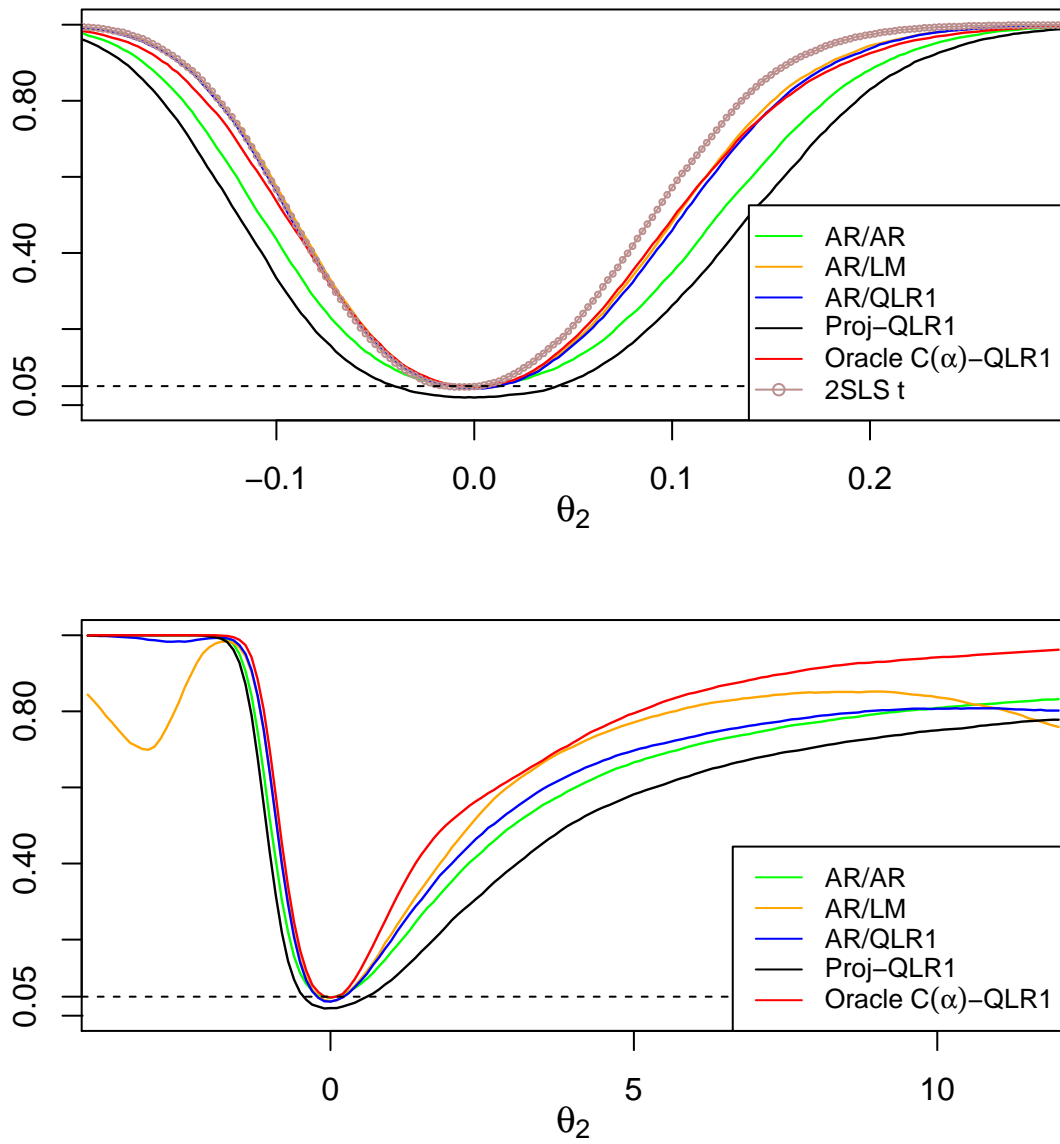 0.80
0.40
0.05
−0.1
0.0
0.1
0.2
θ2
AR/AR
AR/LM
AR/QLR1
Proj−QLR1
Oracle C(α)−QLR1
2SLS t
0.80
0.40
0.05
0
5
10
θ2
AR/AR
AR/LM
AR/QLR1
Proj−QLR1
Oracle C(α)−QLR1